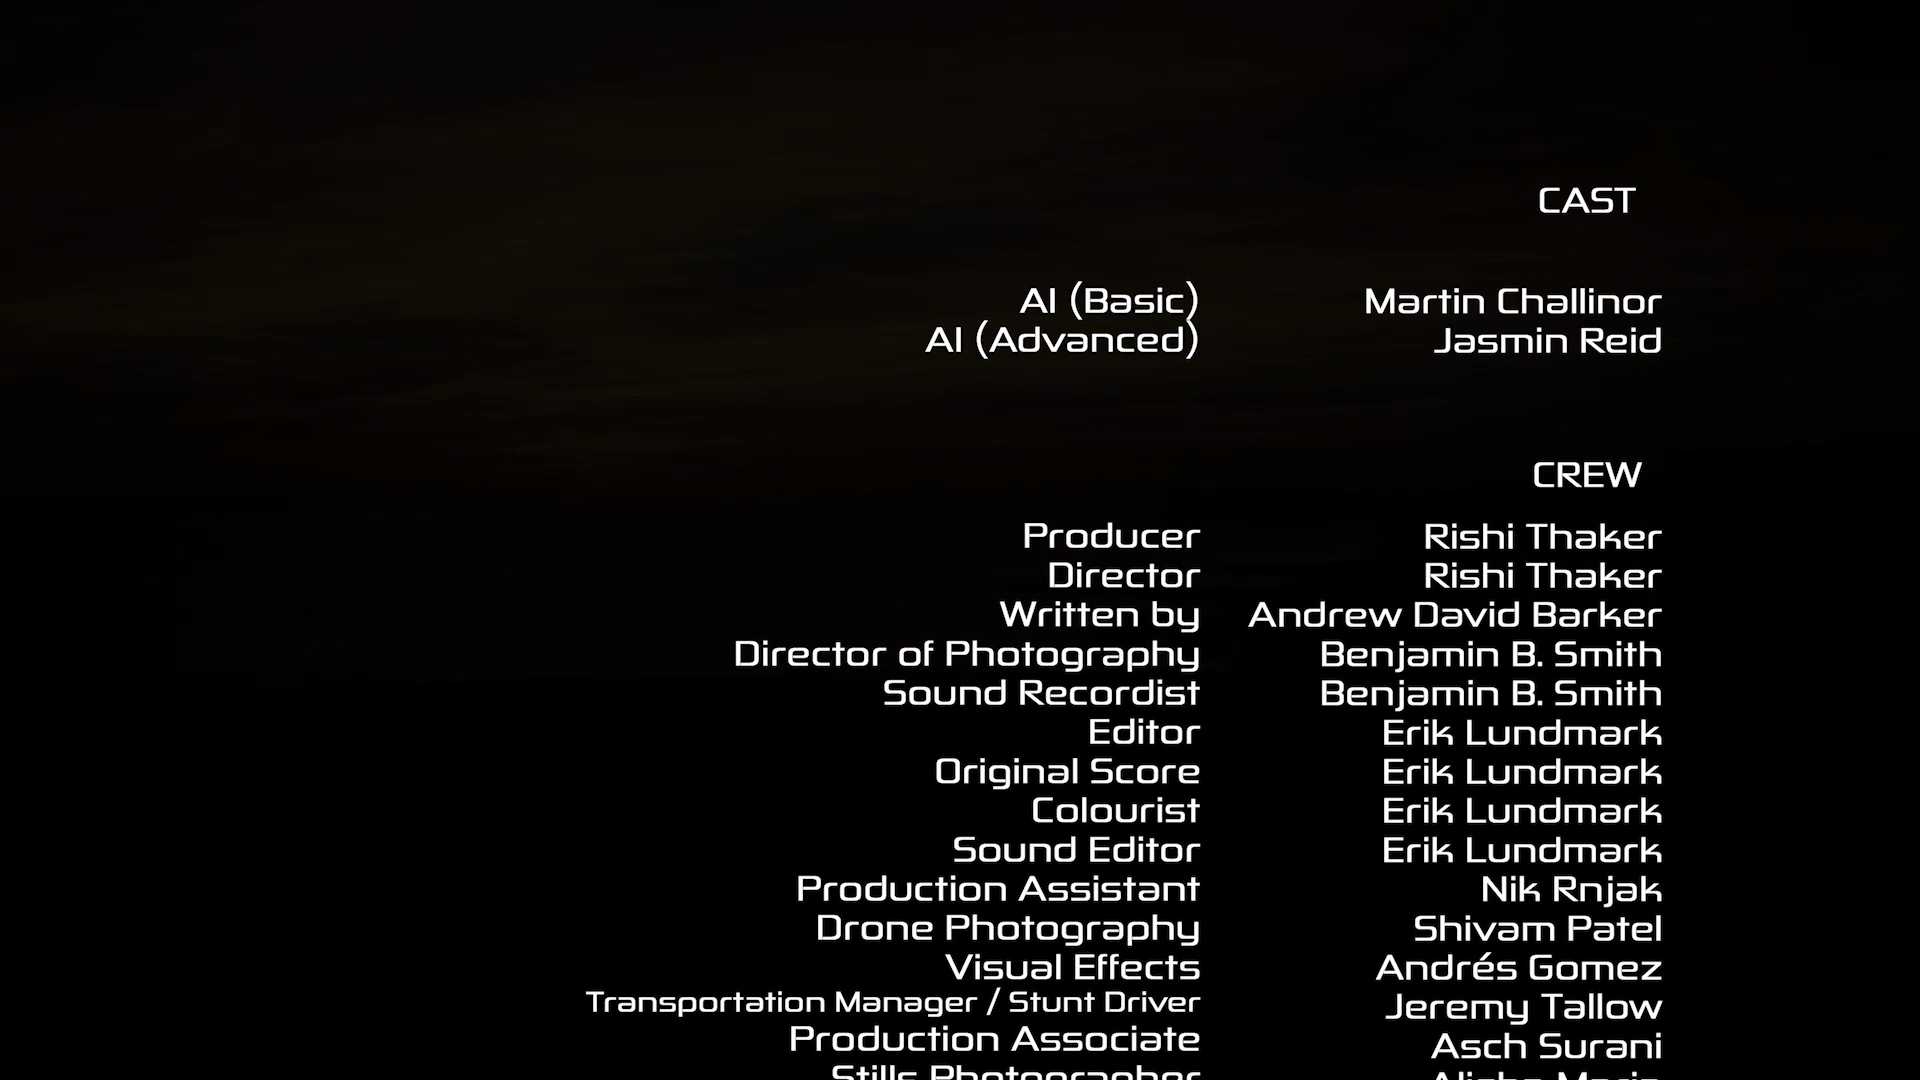 CAST
AI (Basic) Martin Challinor
AI (Advanced) Jasmin Reid
CREW
Producer Rishi Thaker
Director Rishi Thaker
Written by Andrew David Barker
Director of Photography Benjamin B. Smith
Sound Recordist Benjamin B. Smith
Editor Erik Lundmark
Original Score Erik Lundmark
Colourist Erik Lundmark
Sound Editor Erik Lundmark
Production Assistant Nik Rnjak
Drone Photography Shivam Patel
Visual Effects Andrés Gomez
Transportation Manager / Stunt Driver Jeremy Tallow
Production Associate Asch Surani
Stills Photographer